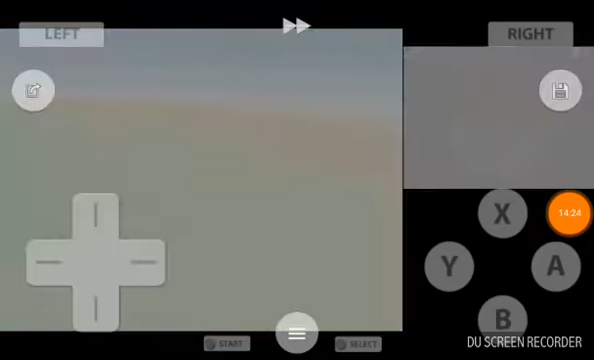 LEFT
RIGHT
X
14:24
Y
A
B
START
SELECT
DU SCREEN RECORDER